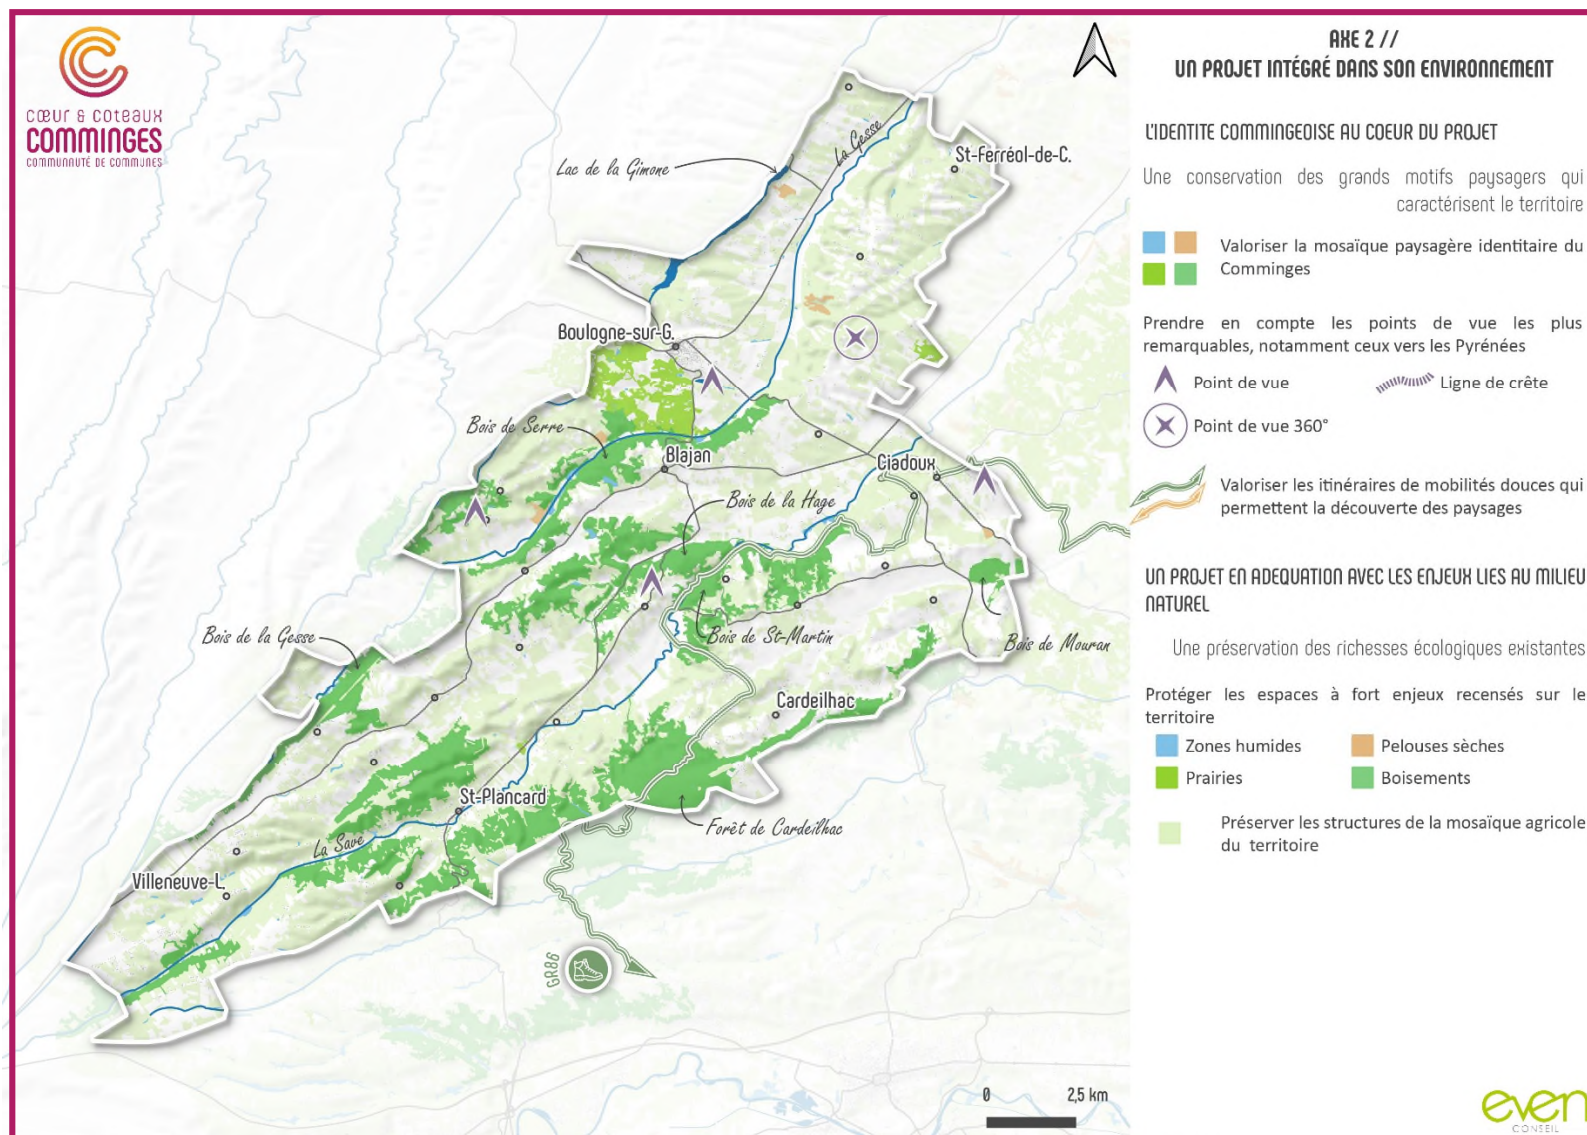 cœur & coteaux
COMMINGES
COMMUNAUTÉ DE COMMUNES
Lac de la Gimone
La Gesse
St-Ferréol-de-C.
Boulogne-sur-G.
Bois de Serre
Blajan
Ciadoux
Bois de la Hage
Bois de la Gesse
Bois de St-Martin
Bois de Mouran
Cardeilhac
St-Plancard
Forêt de Cardeilhac
La Save
Villeneuve-L.
GR86
0 2,5 km
AXE 2 //
UN PROJET INTÉGRÉ DANS SON ENVIRONNEMENT
L'IDENTITE COMMINGEOISE AU COEUR DU PROJET
Une conservation des grands motifs paysagers qui
caractérisent le territoire
Valoriser la mosaïque paysagère identitaire du
Comminges
Prendre en compte les points de vue les plus
remarquables, notamment ceux vers les Pyrénées
Point de vue
Ligne de crête
Point de vue 360°
Valoriser les itinéraires de mobilités douces qui
permettent la découverte des paysages
UN PROJET EN ADEQUATION AVEC LES ENJEUX LIES AU MILIEU
NATUREL
Une préservation des richesses écologiques existantes
Protéger les espaces à fort enjeux recensés sur le
territoire
Zones humides
Pelouses sèches
Prairies
Boisements
Préserver les structures de la mosaïque agricole
du territoire
even
CONSEIL